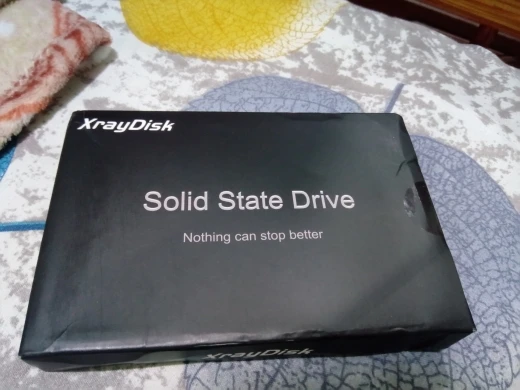 XrayDisk
Solid State Drive
Nothing can stop better
XrayDisk